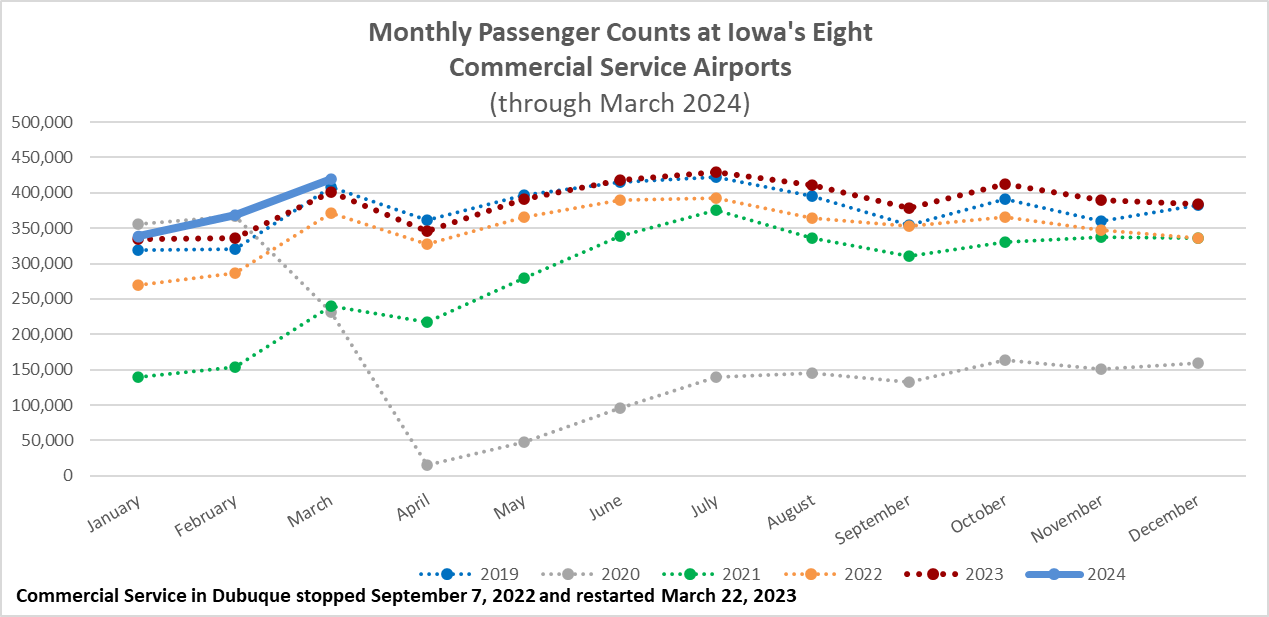 Monthly Passenger Counts at Iowa's Eight
Commercial Service Airports
(through March 2024)
500,000
450,000
400,000
350,000
300,000
250,000
200,000
150,000
100,000
50,000
0
January
February
March
April
May
June
July
August
September
October
November
December
2019
2020
2021
2022
2023
2024
Commercial Service in Dubuque stopped September 7, 2022 and restarted March 22, 2023